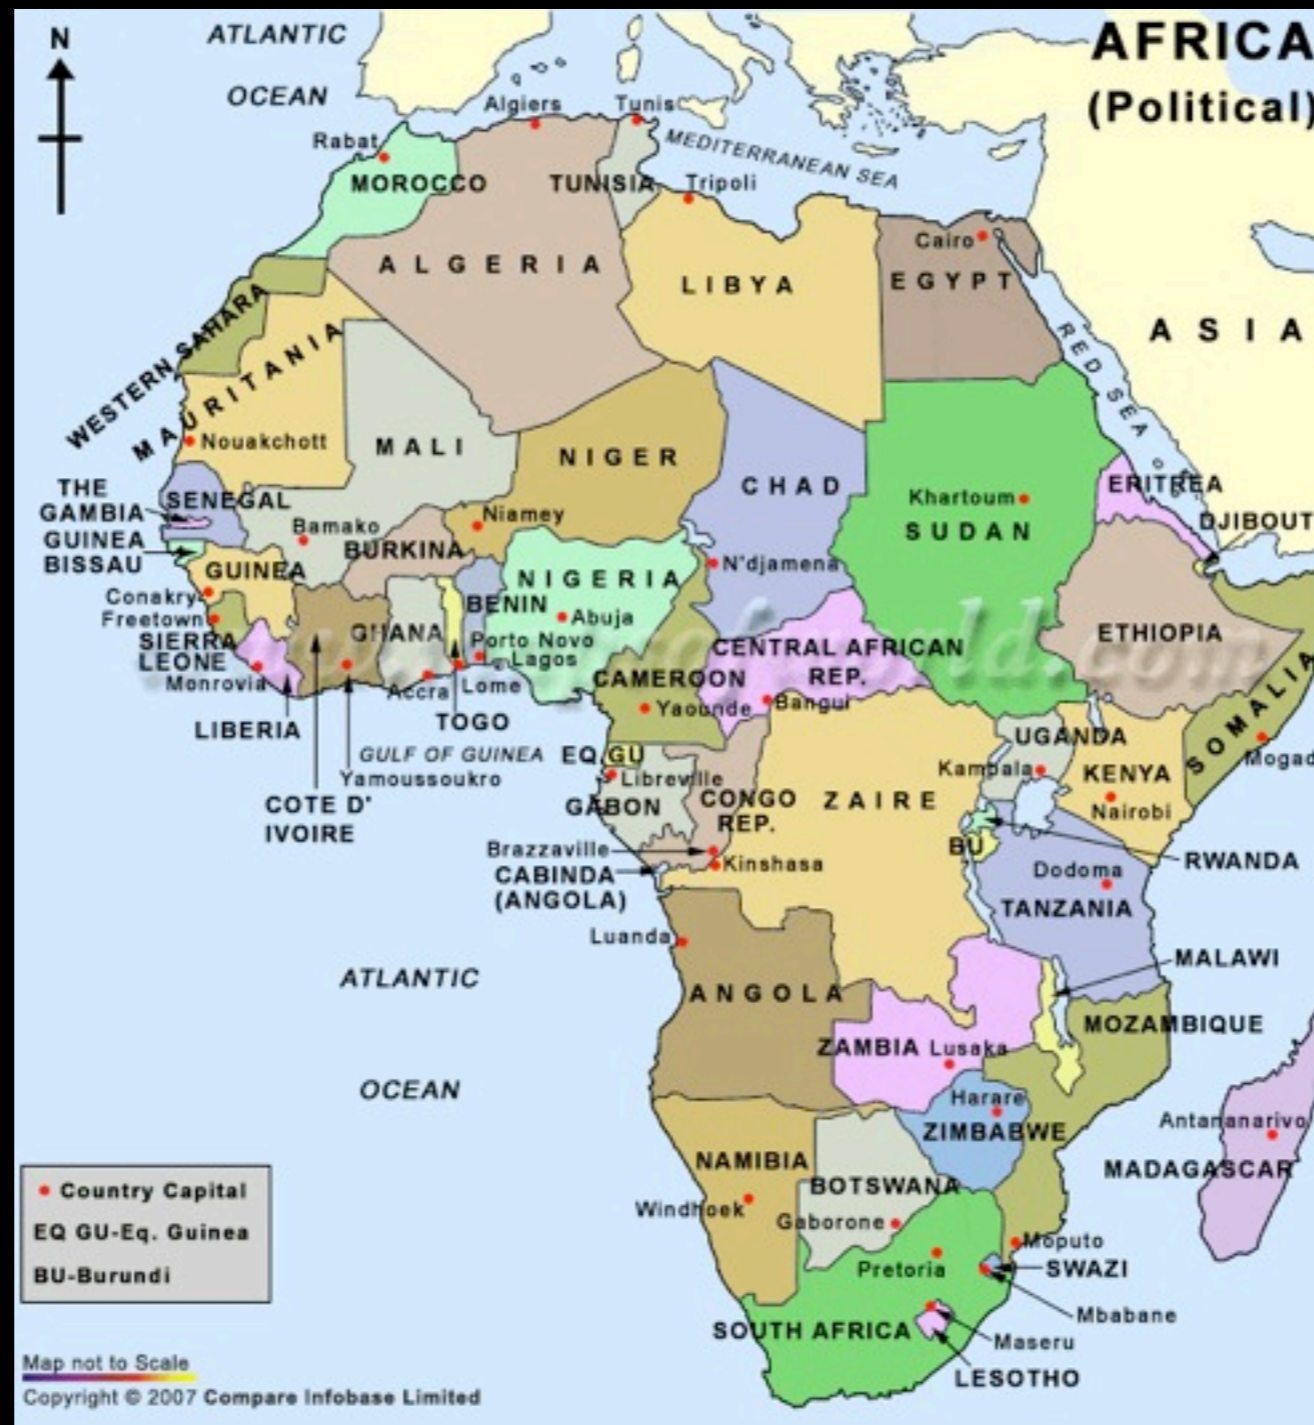 AFRICA
(Political)
N
ATLANTIC
OCEAN
Algiers
Tunis
Rabat
MEDITERRANEAN SEA
MOROCCO
TUNISIA
Tripoli
Cairo
ALGERIA
LIBYA
EGYPT
ASIA
RED SEA
WESTERN SAHARA
MAURITANIA
Nouakchott
MALI
NIGER
CHAD
Khartoum
SUDAN
ERITREA
DJIBOUT
THE
GAMBIA
SENEGAL
GUINEA
BISSAU
Bamako
Niamey
BURKINA
GUINEA
NIGERIA
N'djamena
Conakry
Freetown
SIERRA
LEONE
Monrovia
GHANA
BENIN
Abuja
Porto Novo
Lagos
CENTRAL AFRICAN
REP.
ETHIOPIA
SOMALIA
CAMEROON
Accra
Lome
Yaounde
Bangui
LIBERIA
TOGO
GULF OF GUINEA
EQ.GU
UGANDA
Mogad
Yamoussoukro
Libreville
Kampala
KENYA
COTE D'
IVOIRE
GABON
CONGO
REP.
ZAIRE
Nairobi
BU
RWANDA
Brazzaville
Kinshasa
CABINDA
(ANGOLA)
Dodoma
TANZANIA
Luanda
MALAWI
ATLANTIC
OCEAN
ANGOLA
MOZAMBIQUE
ZAMBIA
Lusaka
Harare
ZIMBABWE
Antananarivo
MADAGASCAR
NAMIBIA
BOTSWANA
Windhoek
Gaborone
Moputo
Pretoria
SWAZI
Mbabane
SOUTH AFRICA
Maseru
LESOTHO
Country Capital
EQ GU-Eq. Guinea
BU-Burundi
Map not to Scale
Copyright © 2007 Compare Infobase Limited